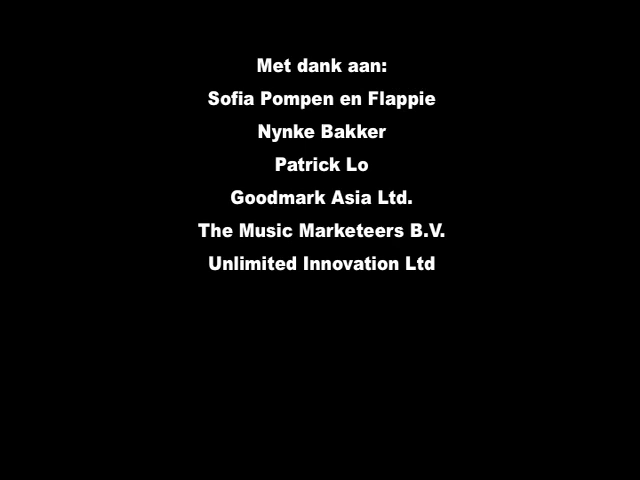 Met dank aan:
Sofia Pompen en Flappie
Nynke Bakker
Patrick Lo
Goodmark Asia Ltd.
The Music Marketeers B.V.
Unlimited Innovation Ltd